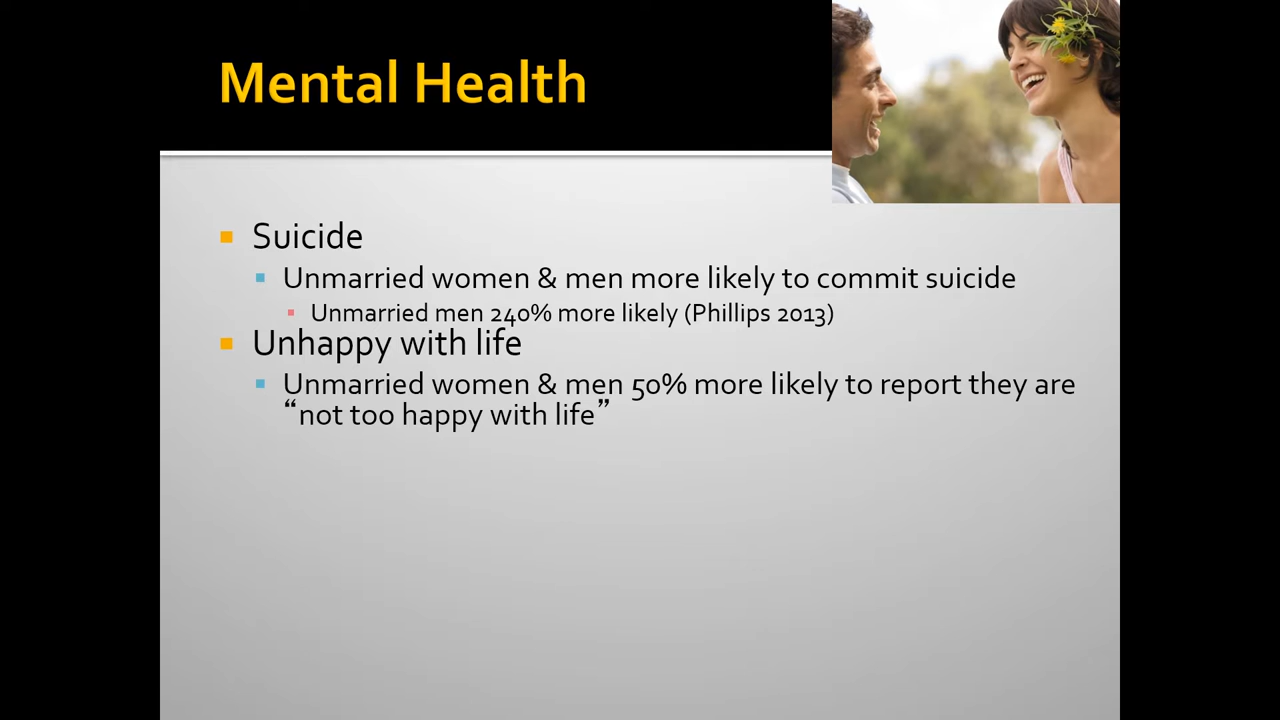 Mental Health
Suicide
Unmarried women & men more likely to commit suicide
Unmarried men 240% more likely (Phillips 2013)
Unhappy with life
Unmarried women & men 50% more likely to report they are
“not too happy with life”